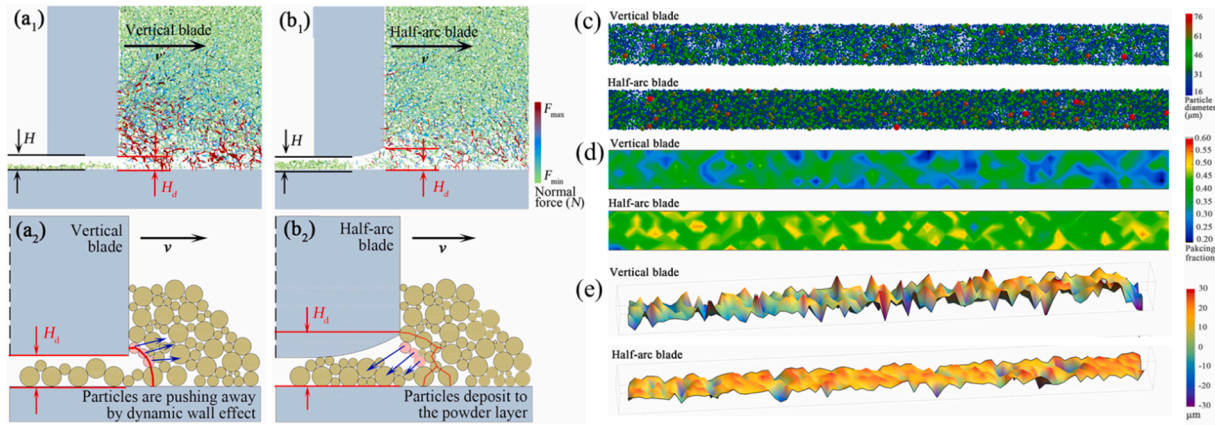 (a1)
Vertical blade
v
H
Hd
(b1)
Half-arc blade
v
H
Hd
Fmax
Fmin
Normal
force (N)
(a2)
Vertical
blade
v
Hd
Particles are pushing away
by dynamic wall effect
(b2)
Half-arc
blade
v
Hd
Particles deposit to
the powder layer
(c)
Vertical blade
Half-arc blade
76
61
46
31
16
Particle
diameter
(μm)
(d)
Vertical blade
Half-arc blade
0.60
0.55
0.50
0.45
0.40
0.35
0.30
0.25
0.20
Pakcing
fraction
(e)
Vertical blade
Half-arc blade
30
20
10
0
-10
-20
-30
μm